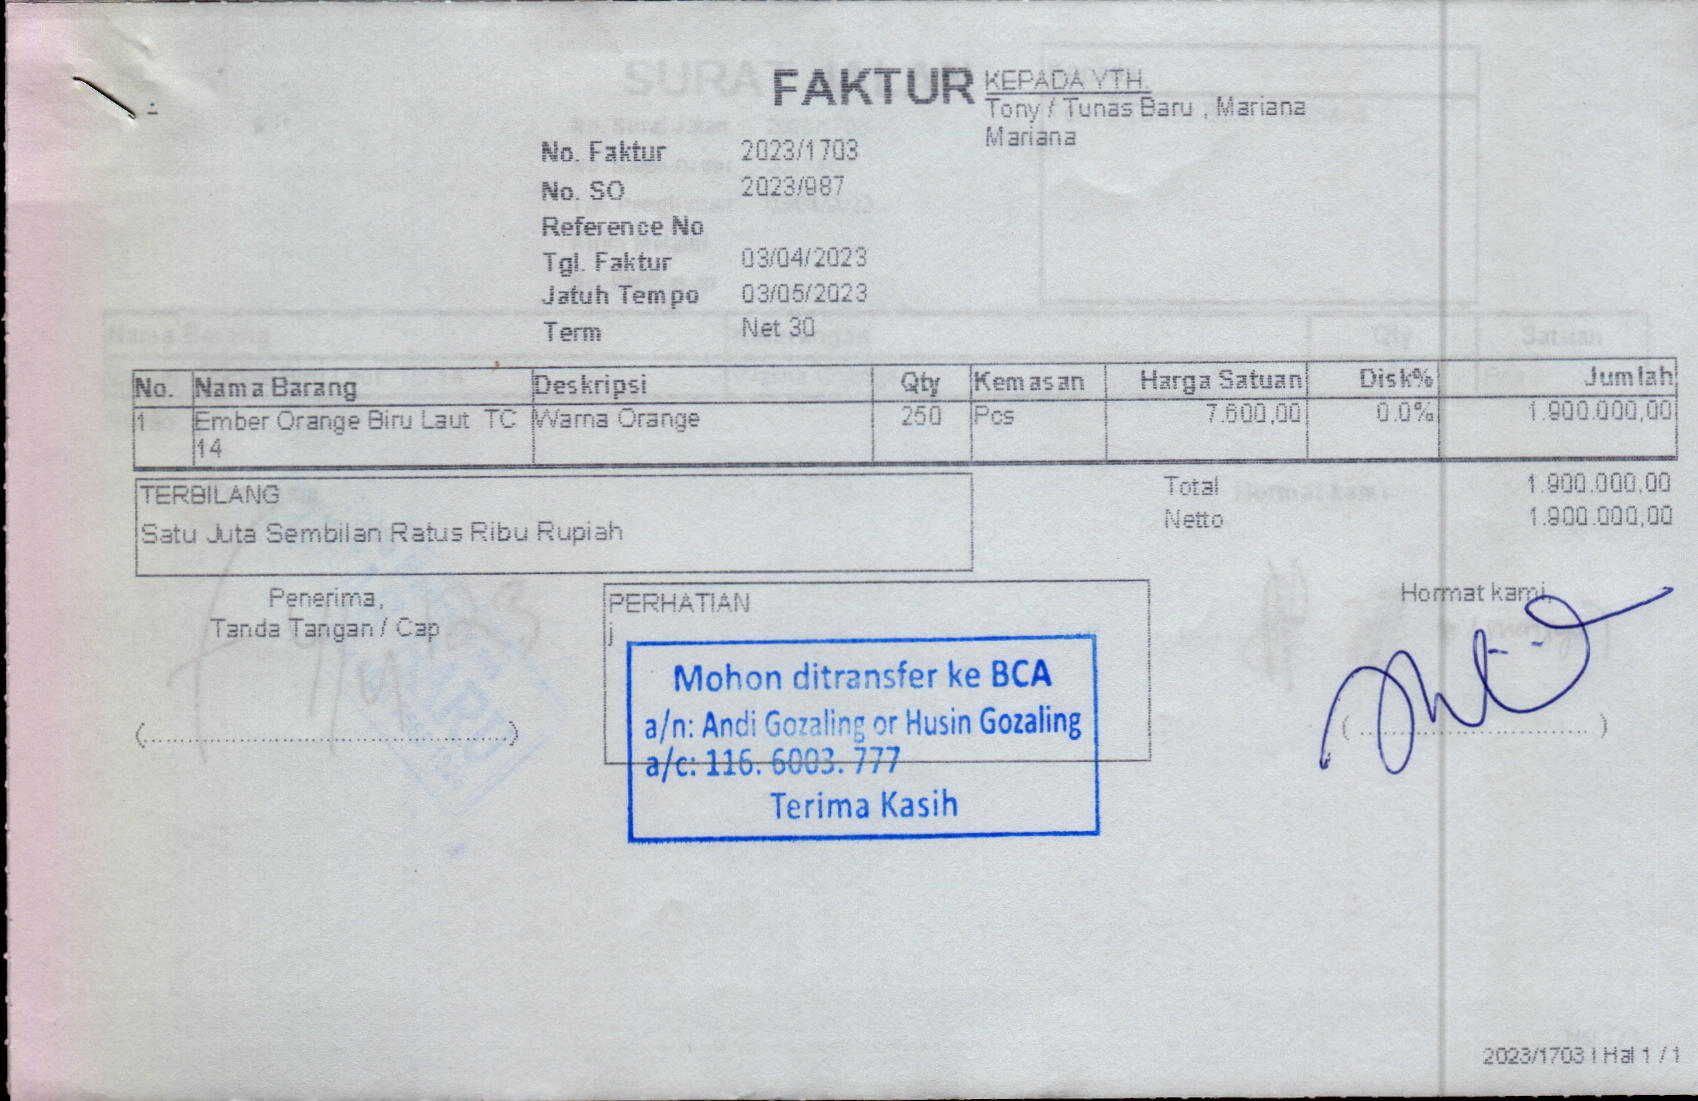 FAKTUR
KEPADA YTH.
Tony / Tunas Baru , Mariana
Mariana
No. Faktur 2023/1703
No. SO 2023/987
Reference No
Tgl. Faktur 03/04/2023
Jatuh Tempo 03/05/2023
Term Net 30
No. Nama Barang Deskripsi Qty Kemasan Harga Satuan Disk% Jumlah
1 Ember Orange Biru Laut TC Warna Orange 250 Pcs 7.600,00 0.0% 1.900.000,00
14
TERBILANG
Satu Juta Sembilan Ratus Ribu Rupiah
Total 1.900.000,00
Netto 1.900.000,00
Penerima,
Tanda Tangan / Cap
(........................................)
PERHATIAN
j
Mohon ditransfer ke BCA
a/n: Andi Gozaling or Husin Gozaling
a/c: 116. 6003. 777
Terima Kasih
Hormat kami,
(........................................)
2023/1703 | Hal 1 / 1